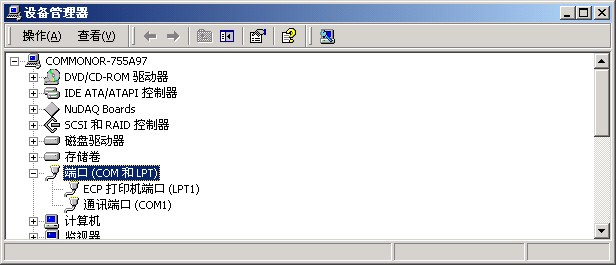 设备管理器
操作(A) 查看(V)
COMMONOR-755A97
DVD/CD-ROM 驱动器
IDE ATA/ATAPI 控制器
NuDAQ Boards
SCSI 和 RAID 控制器
磁盘驱动器
存储卷
端口 (COM 和 LPT)
ECP 打印机端口 (LPT1)
通讯端口 (COM1)
计算机
监视器